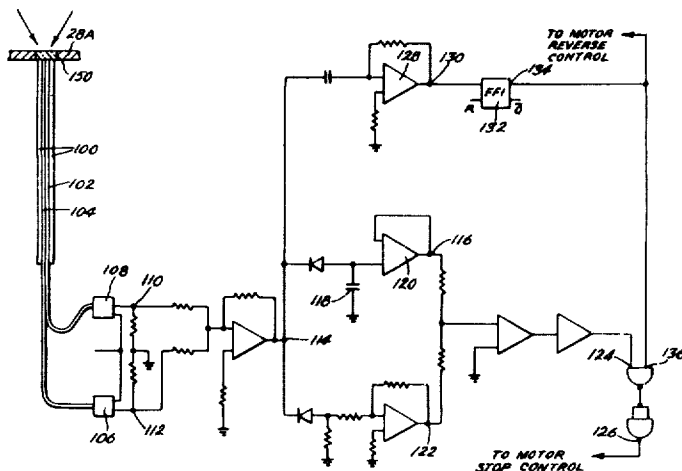 28A
150
100
102
104
108
110
106
112
114
118
120
116
122
128
130
FF1
132
134
R
Q
TO MOTOR
REVERSE
CONTROL
124
136
126
TO MOTOR
STOP CONTROL